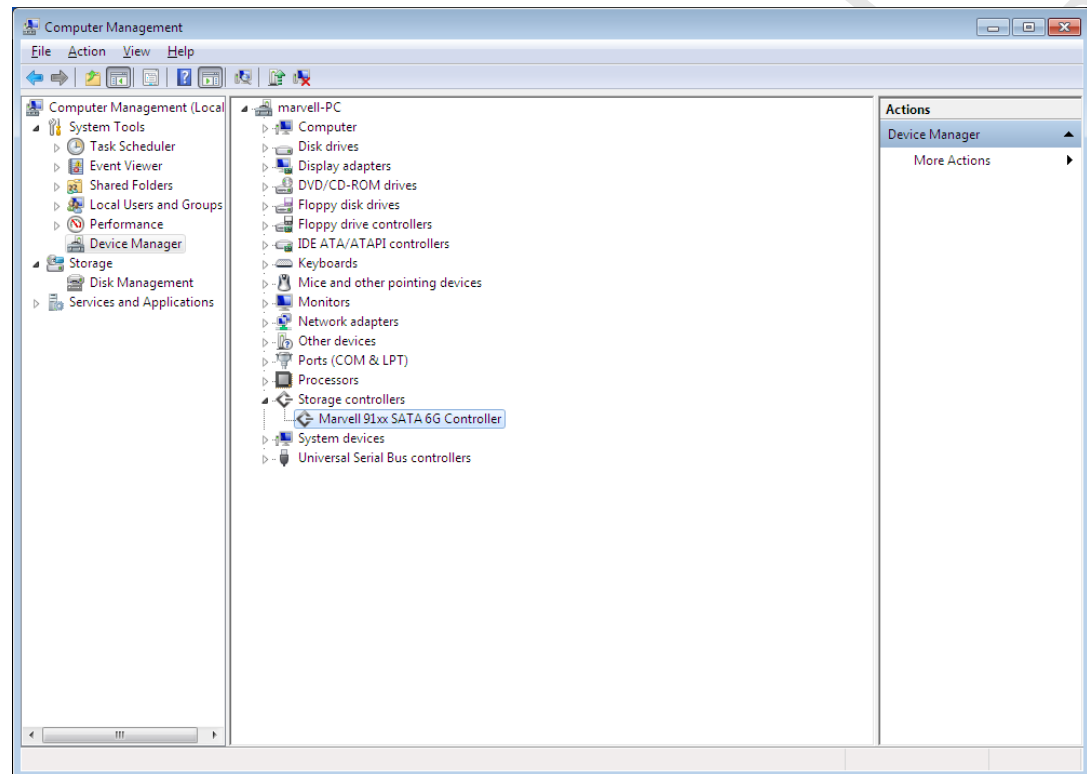 Computer Management
File Action View Help
Computer Management (Local
System Tools
Task Scheduler
Event Viewer
Shared Folders
Local Users and Groups
Performance
Device Manager
Storage
Disk Management
Services and Applications
marvell-PC
Computer
Disk drives
Display adapters
DVD/CD-ROM drives
Floppy disk drives
Floppy drive controllers
IDE ATA/ATAPI controllers
Keyboards
Mice and other pointing devices
Monitors
Network adapters
Other devices
Ports (COM & LPT)
Processors
Storage controllers
Marvell 91xx SATA 6G Controller
System devices
Universal Serial Bus controllers
Actions
Device Manager
More Actions